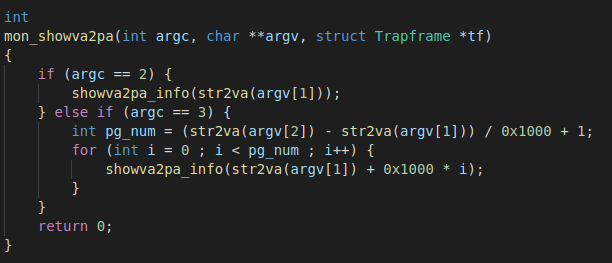 int
mon_showva2pa(int argc, char **argv, struct Trapframe *tf)
{
    if (argc == 2) {
        showva2pa_info(str2va(argv[1]));
    } else if (argc == 3) {
        int pg_num = (str2va(argv[2]) - str2va(argv[1])) / 0x1000 + 1;
        for (int i = 0 ; i < pg_num ; i++) {
            showva2pa_info(str2va(argv[1]) + 0x1000 * i);
        }
    }
    return 0;
}